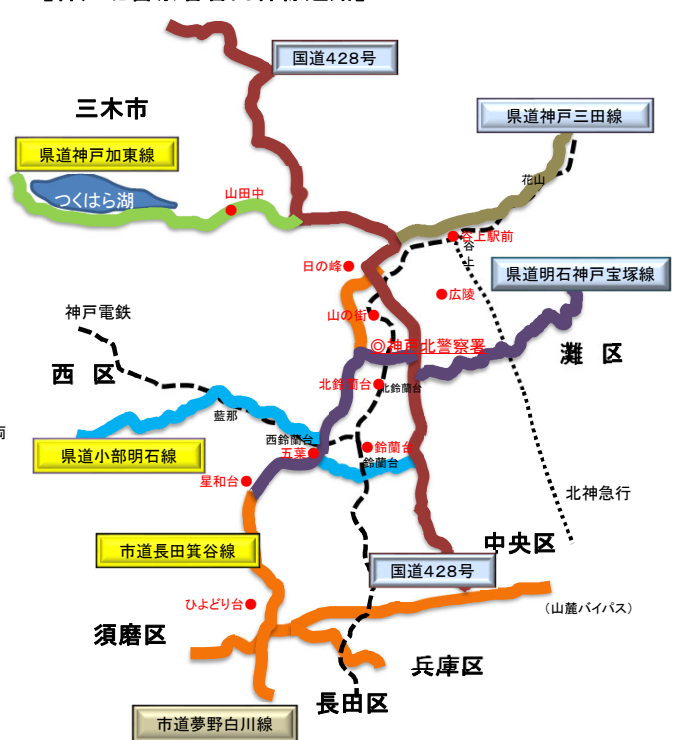 国道428号
三木市
県道神戸三田線
県道神戸加東線
花山
山田中
つくはら湖
谷上駅前
谷上
日の峰
県道明石神戸宝塚線
広陵
神戸電鉄
山の街
◎神戸北警察署
灘 区
西 区
北鈴蘭台
北鈴蘭台
藍那
西鈴蘭台
五葉
鈴蘭台
鈴蘭台
県道小部明石線
星和台
北神急行
市道長田箕谷線
中央区
国道428号
ひよどり台
(山麓バイパス)
須磨区
兵庫区
長田区
市道夢野白川線